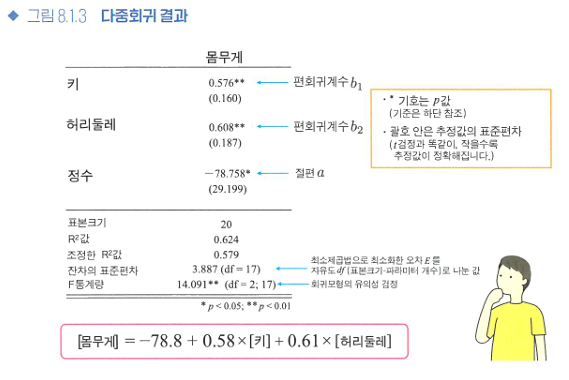 ◆ 그림 8.1.3 다중회귀 결과
몸무게
키 0.576** 편회귀계수 b₁
(0.160)
허리둘레 0.608** 편회귀계수 b₂
(0.187)
정수 −78.758* 절편 a
(29.199)
· * 기호는 p값
(기준은 하단 참조)
· 괄호 안은 추정값의 표준편차
(t검정과 똑같이, 작을수록
추정값이 정확해집니다.)
표본크기 20
R²값 0.624
조정한 R²값 0.579
잔차의 표준편차 3.887 (df = 17)
최소제곱법으로 최소화한 오차 E 를
자유도 df (표본크기-파라미터 개수)로 나눈 값
F통계량 14.091** (df = 2; 17) 회귀모형의 유의성 검정
* p < 0.05; ** p < 0.01
[몸무게] = −78.8 + 0.58×[키] + 0.61×[허리둘레]